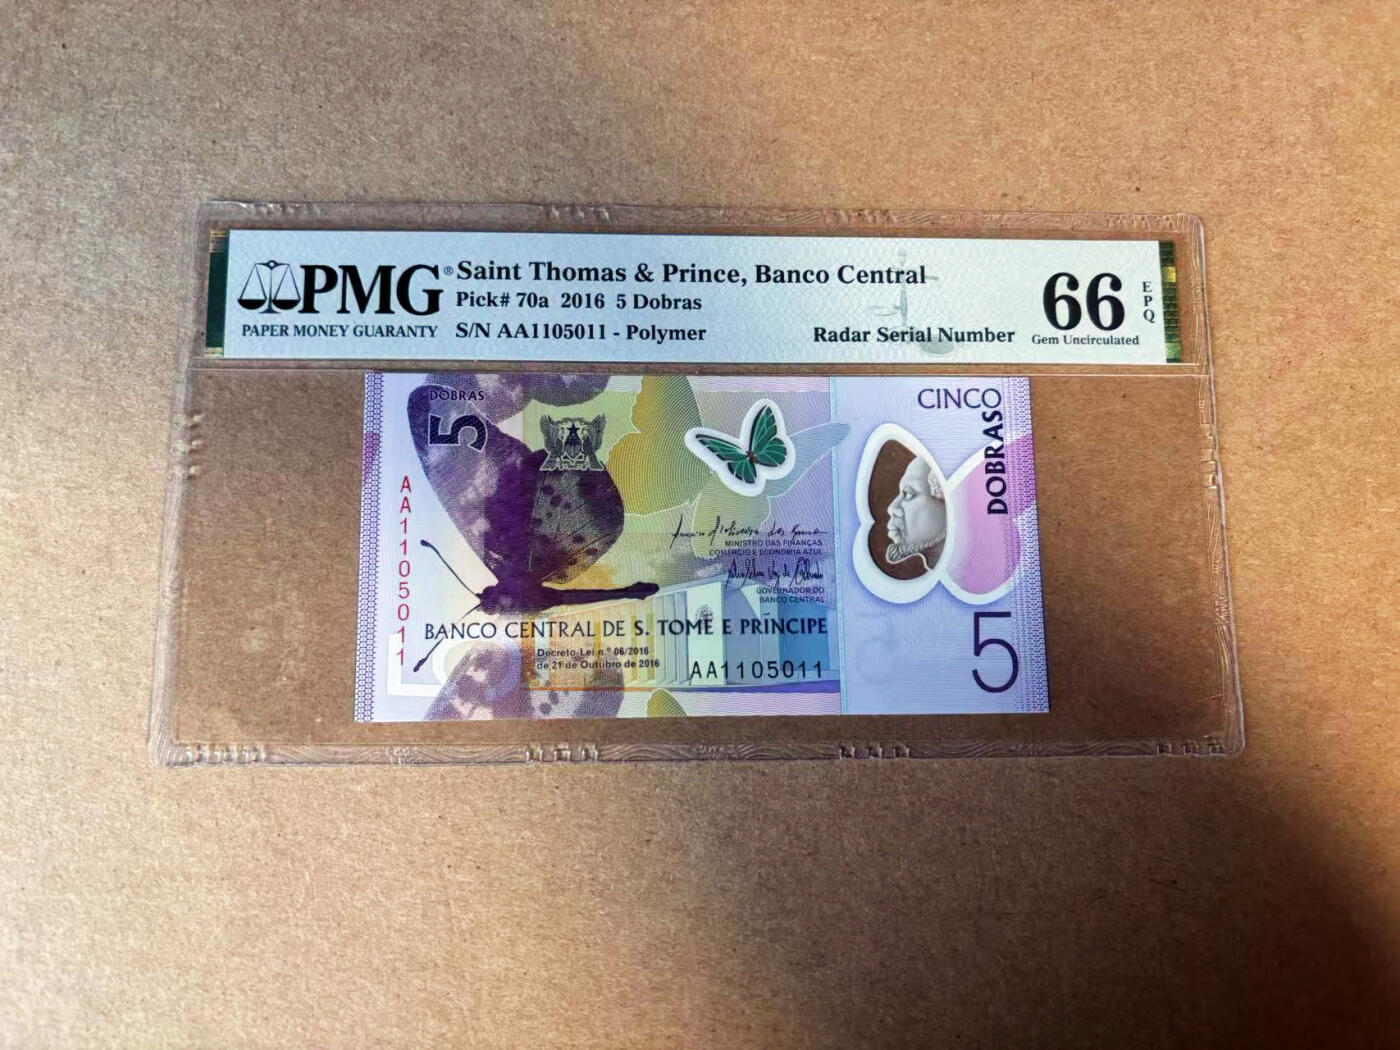 PMG®
PAPER MONEY GUARANTY
Saint Thomas & Prince, Banco Central
Pick# 70a 2016 5 Dobras
S/N AA1105011 - Polymer
Radar Serial Number
66
Gem Uncirculated
EPQ
DOBRAS
5
AA1105011
MINISTRO DAS FINANÇAS,
COMÉRCIO E ECONOMIA AZUL
GOVERNADOR DO
BANCO CENTRAL
BANCO CENTRAL DE S. TOMÉ E PRÍNCIPE
Decreto-Lei n.º 06/2016
de 21 de Outubro de 2016
AA1105011
CINCO
DOBRAS
5